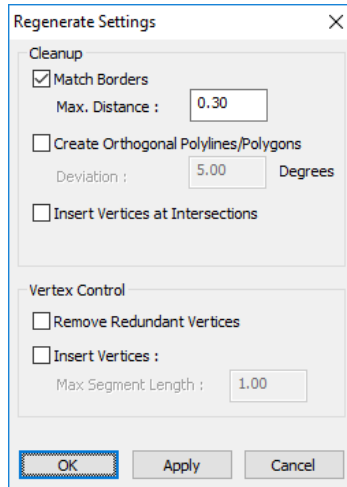 Regenerate Settings
Cleanup
Match Borders
Max. Distance : 0.30
Create Orthogonal Polylines/Polygons
Deviation : 5.00 Degrees
Insert Vertices at Intersections
Vertex Control
Remove Redundant Vertices
Insert Vertices :
Max Segment Length : 1.00
OK Apply Cancel